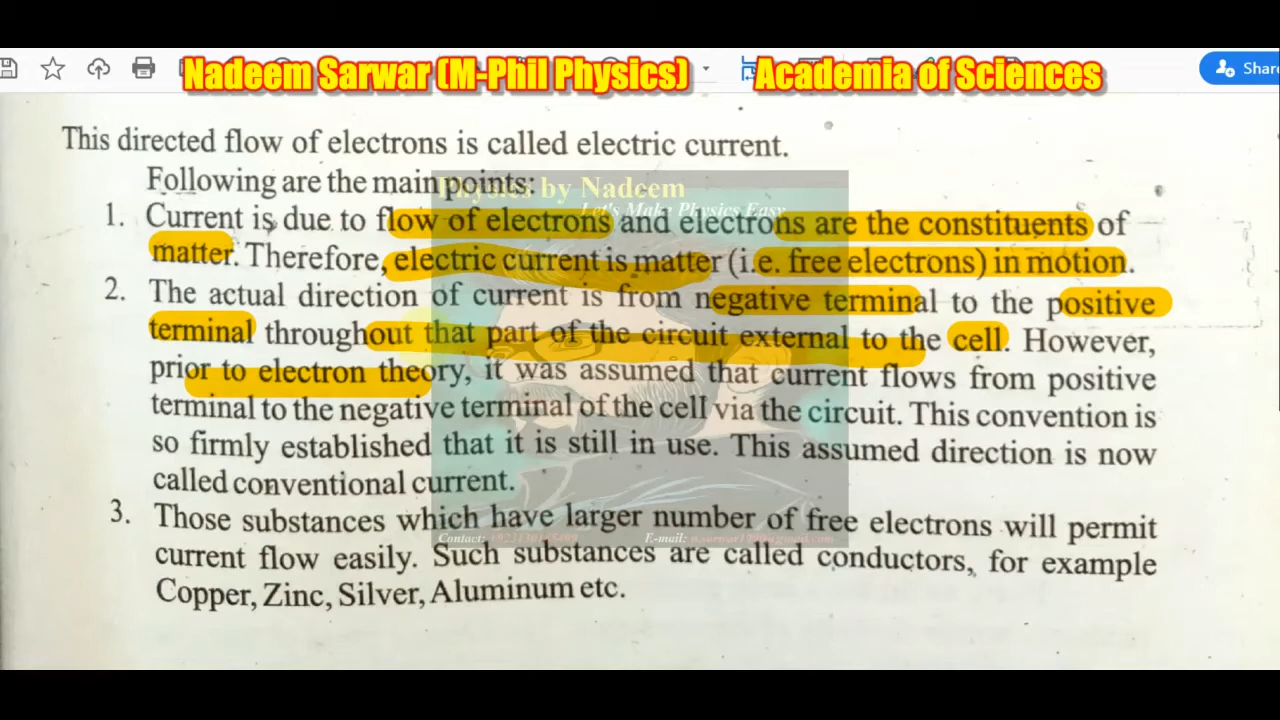 Nadeem Sarwar (M-Phil Physics) Academia of Sciences
Share
This directed flow of electrons is called electric current.
Following are the main points:
Physics by Nadeem
Let's Make Physics Easy
1. Current is due to flow of electrons and electrons are the constituents of
matter. Therefore, electric current is matter (i.e. free electrons) in motion.
2. The actual direction of current is from negative terminal to the positive
terminal throughout that part of the circuit external to the cell. However,
prior to electron theory, it was assumed that current flows from positive
terminal to the negative terminal of the cell via the circuit. This convention is
so firmly established that it is still in use. This assumed direction is now
called conventional current.
3. Those substances which have larger number of free electrons will permit
Contact: E-mail:
current flow easily. Such substances are called conductors, for example
Copper, Zinc, Silver, Aluminum etc.